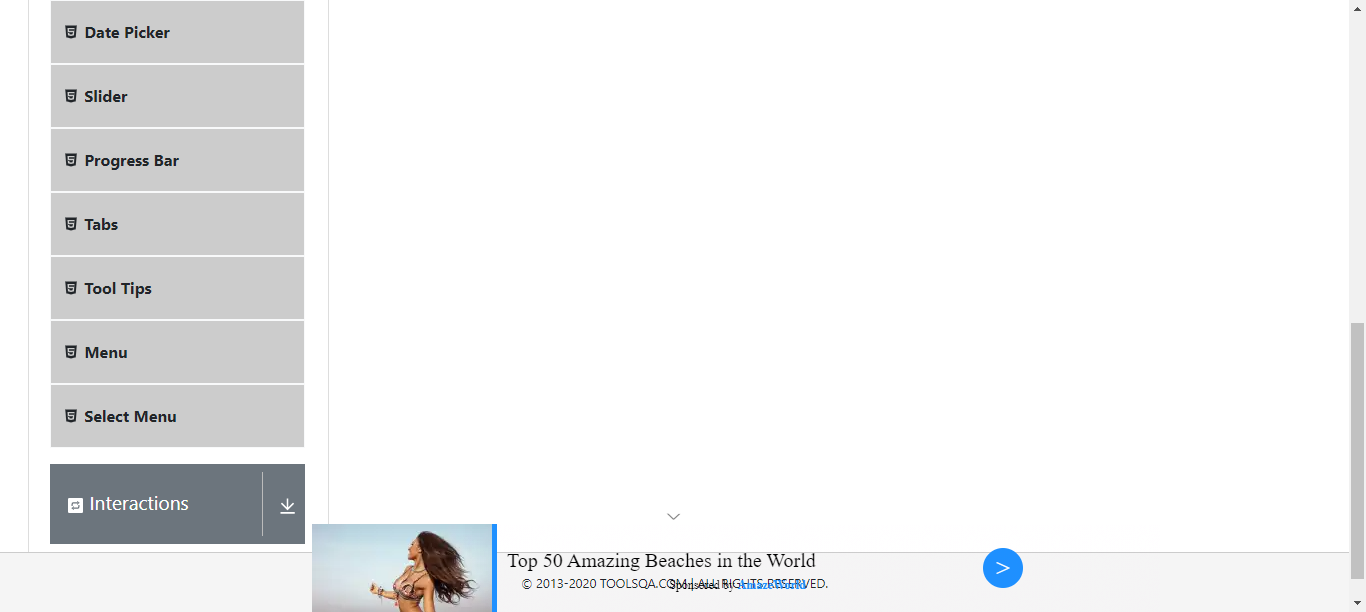 Date Picker
Slider
Progress Bar
Tabs
Tool Tips
Menu
Select Menu
Interactions
Top 50 Amazing Beaches in the World
© 2013-2020 TOOLSQA.COM | ALL RIGHTS RESERVED.
Sponsored by